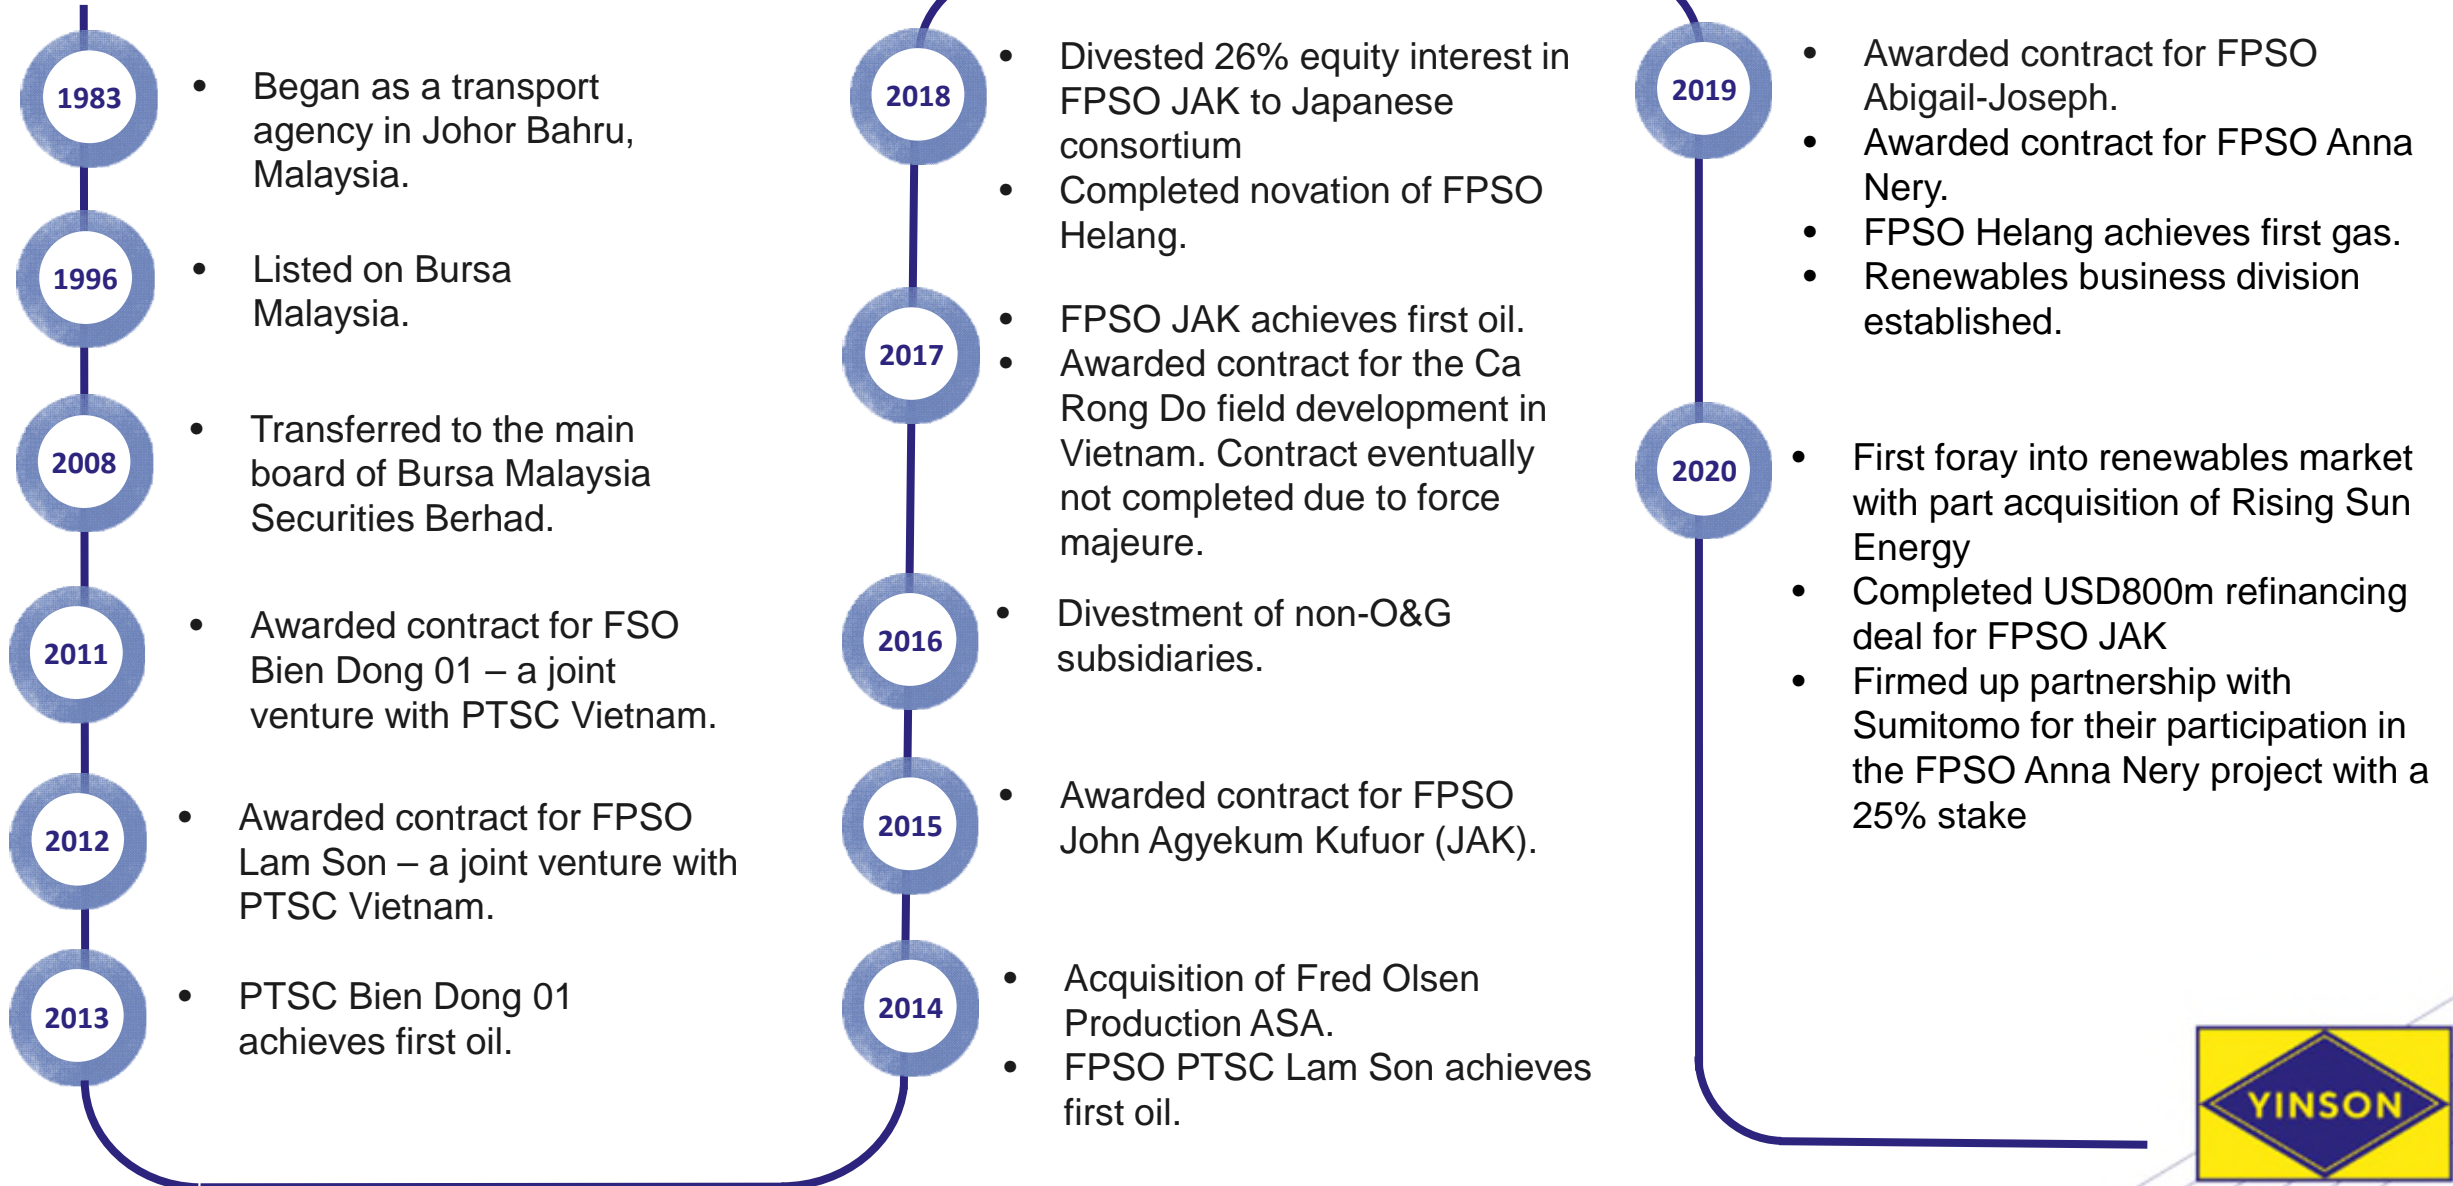 1983
• Began as a transport
agency in Johor Bahru,
Malaysia.
1996
• Listed on Bursa
Malaysia.
2008
• Transferred to the main
board of Bursa Malaysia
Securities Berhad.
2011
• Awarded contract for FSO
Bien Dong 01 – a joint
venture with PTSC Vietnam.
2012
• Awarded contract for FPSO
Lam Son – a joint venture with
PTSC Vietnam.
2013
• PTSC Bien Dong 01
achieves first oil.
2018
• Divested 26% equity interest in
FPSO JAK to Japanese
consortium
• Completed novation of FPSO
Helang.
2017
• FPSO JAK achieves first oil.
• Awarded contract for the Ca
Rong Do field development in
Vietnam. Contract eventually
not completed due to force
majeure.
2016
• Divestment of non-O&G
subsidiaries.
2015
• Awarded contract for FPSO
John Agyekum Kufuor (JAK).
2014
• Acquisition of Fred Olsen
Production ASA.
• FPSO PTSC Lam Son achieves
first oil.
2019
• Awarded contract for FPSO
Abigail-Joseph.
• Awarded contract for FPSO Anna
Nery.
• FPSO Helang achieves first gas.
• Renewables business division
established.
2020
• First foray into renewables market
with part acquisition of Rising Sun
Energy
• Completed USD800m refinancing
deal for FPSO JAK
• Firmed up partnership with
Sumitomo for their participation in
the FPSO Anna Nery project with a
25% stake
YINSON